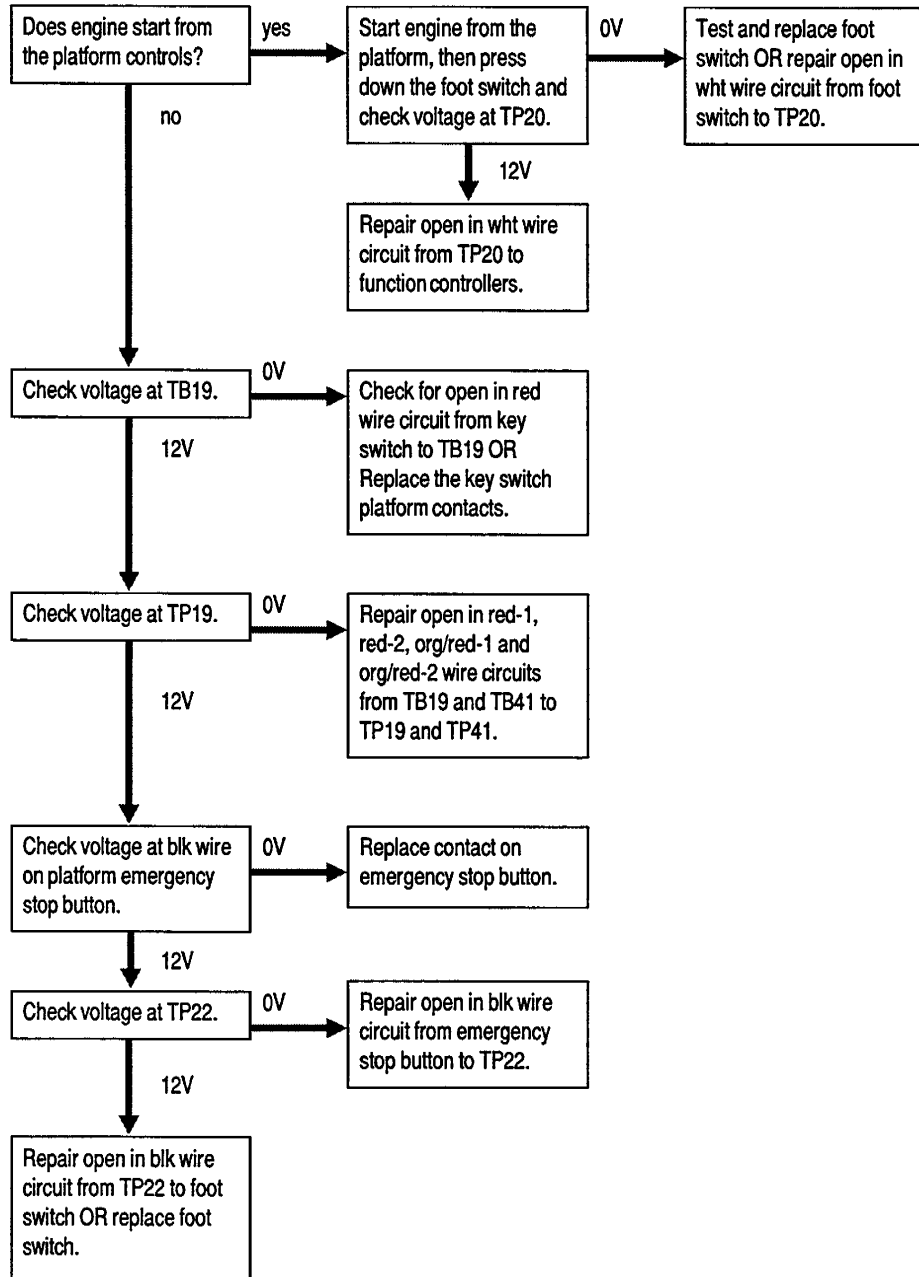 Does engine start from
the platform controls?
yes
Start engine from the
platform, then press
down the foot switch and
check voltage at TP20.
0V
Test and replace foot
switch OR repair open in
wht wire circuit from foot
switch to TP20.
no
12V
Repair open in wht wire
circuit from TP20 to
function controllers.
Check voltage at TB19.
0V
Check for open in red
wire circuit from key
switch to TB19 OR
Replace the key switch
platform contacts.
12V
Check voltage at TP19.
0V
Repair open in red-1,
red-2, org/red-1 and
org/red-2 wire circuits
from TB19 and TB41 to
TP19 and TP41.
12V
Check voltage at blk wire
on platform emergency
stop button.
0V
Replace contact on
emergency stop button.
12V
Check voltage at TP22.
0V
Repair open in blk wire
circuit from emergency
stop button to TP22.
12V
Repair open in blk wire
circuit from TP22 to foot
switch OR replace foot
switch.